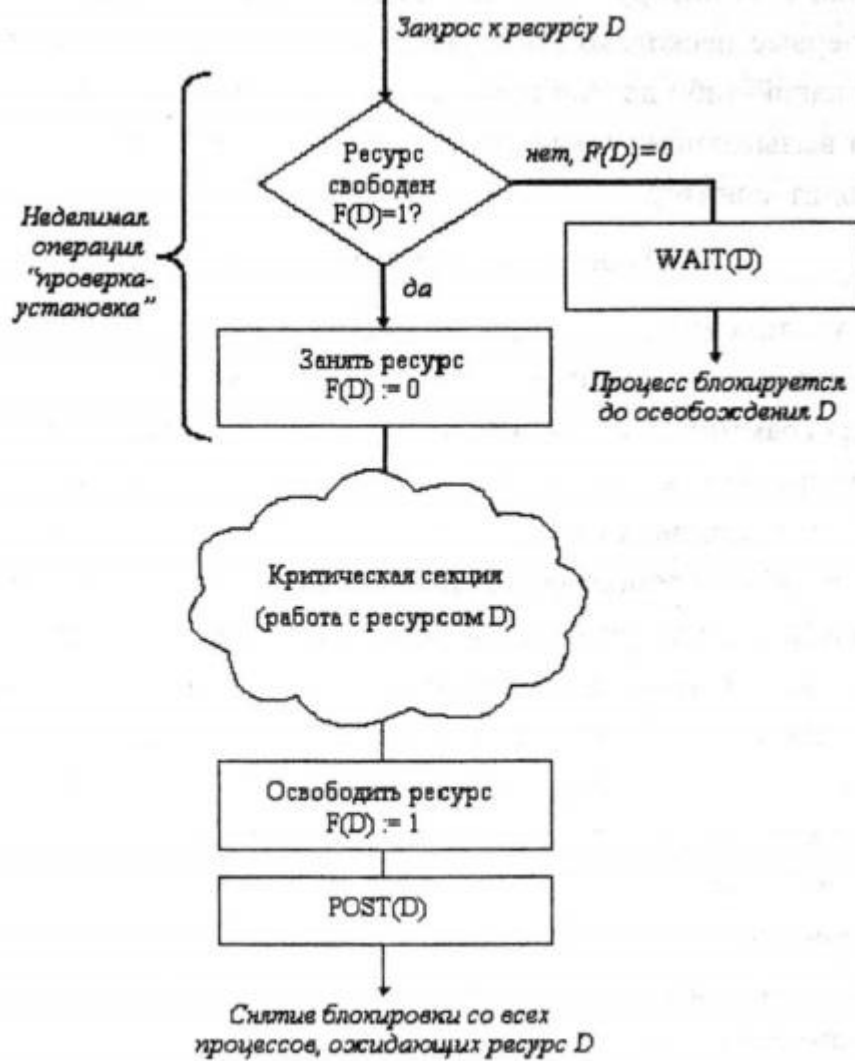 Запрос к ресурсу D
Ресурс
свободен
F(D)=1?
нет, F(D)=0
Неделимая
операция
"проверка-
установка"
WAIT(D)
да
Занять ресурс
F(D) := 0
Процесс блокируется
до освобождения D
Критическая секция
(работа с ресурсом D)
Освободить ресурс
F(D) := 1
POST(D)
Снятие блокировки со всех
процессов, ожидающих ресурс D